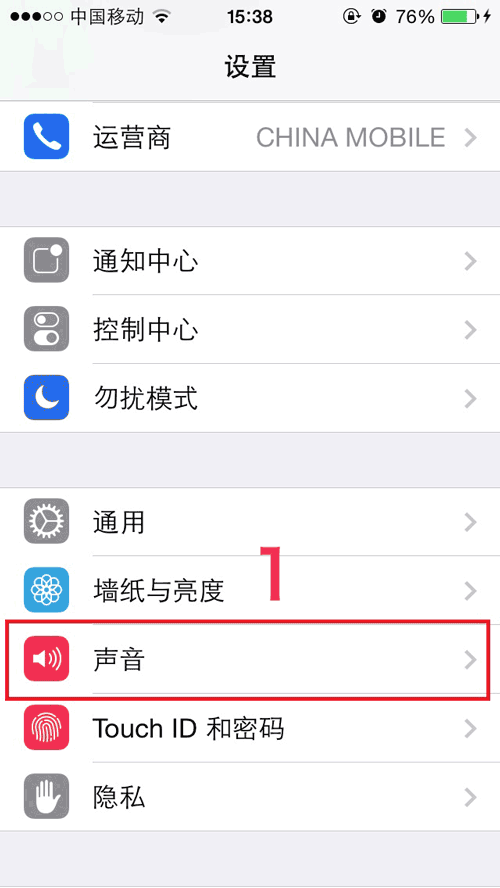 中国移动 15:38 76%
设置
运营商 CHINA MOBILE
通知中心
控制中心
勿扰模式
通用
墙纸与亮度
1
声音
Touch ID 和密码
隐私